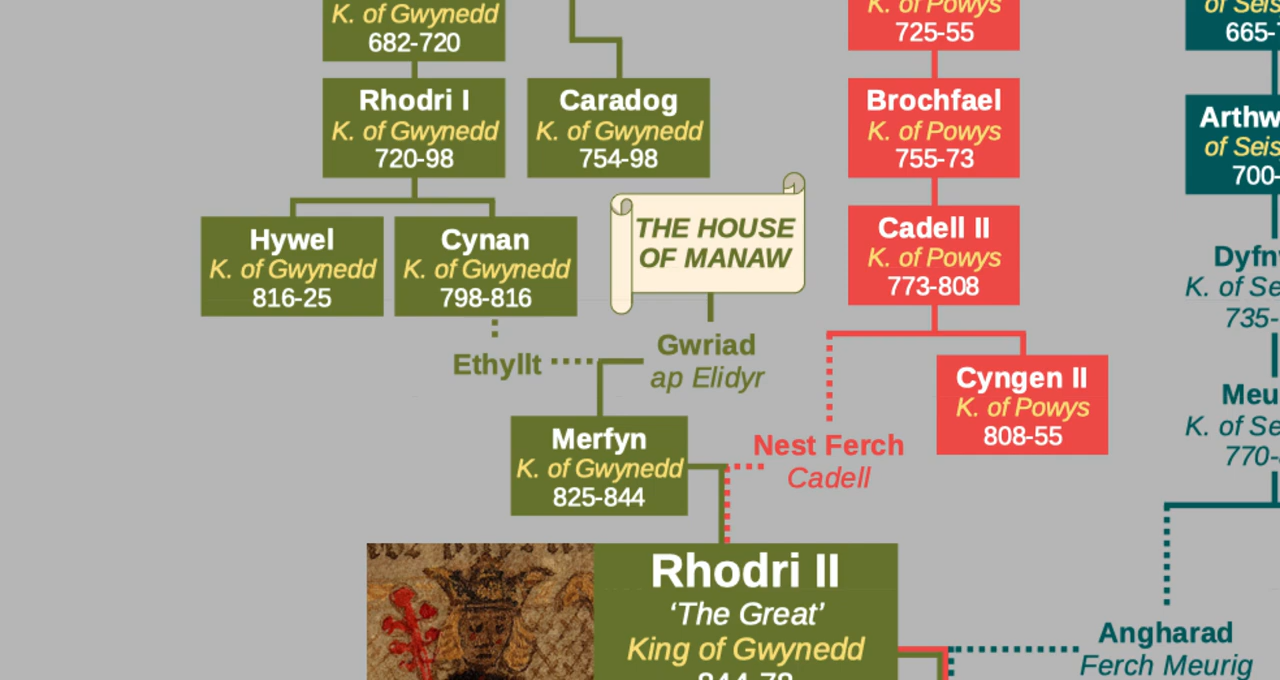 K. of Gwynedd
682-720
K. of Powys
725-55
of Seis
665-
Rhodri I
K. of Gwynedd
720-98
Caradog
K. of Gwynedd
754-98
Brochfael
K. of Powys
755-73
Arthw
of Seis
700-
Hywel
K. of Gwynedd
816-25
Cynan
K. of Gwynedd
798-816
THE HOUSE
OF MANAW
Cadell II
K. of Powys
773-808
Dyfn
K. of Se
735-
Ethyllt
Gwriad
ap Elidyr
Cyngen II
K. of Powys
808-55
Meu
K. of Se
770-
Merfyn
K. of Gwynedd
825-844
Nest Ferch
Cadell
Rhodri II
‘The Great’
King of Gwynedd
844-78
Angharad
Ferch Meurig